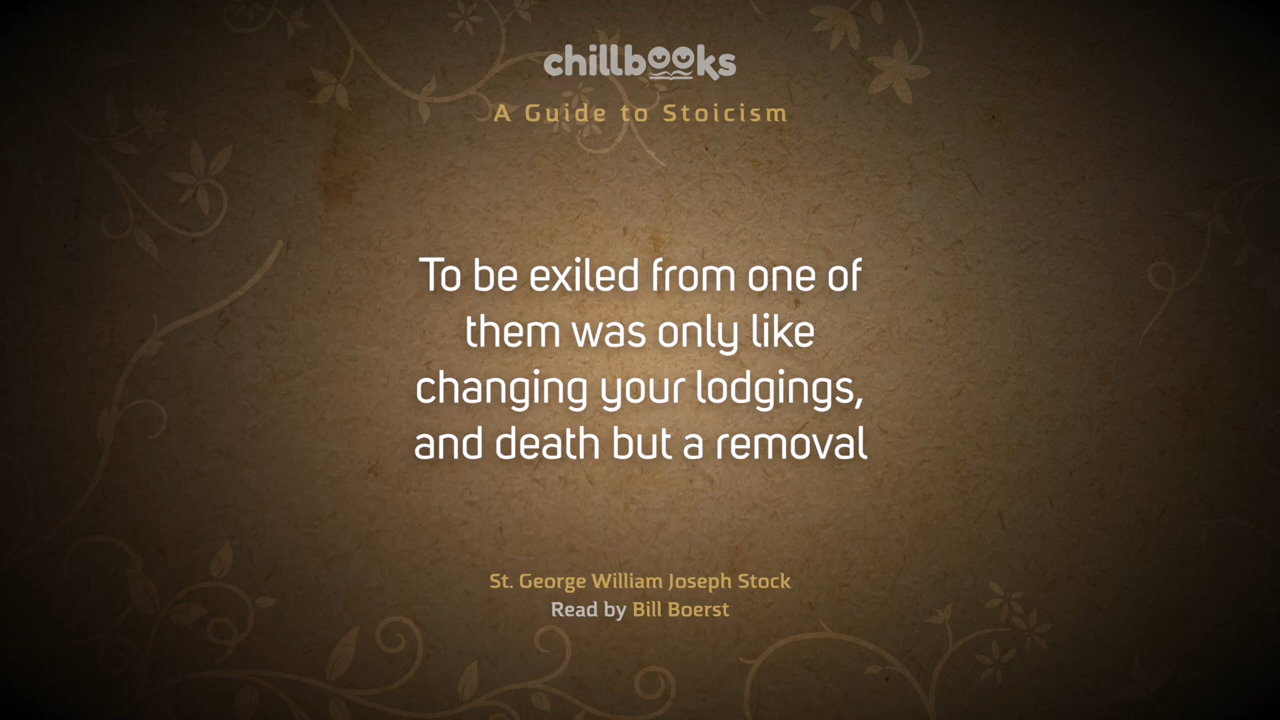 chillbooks
A Guide to Stoicism
To be exiled from one of
them was only like
changing your lodgings,
and death but a removal
St. George William Joseph Stock
Read by Bill Boerst